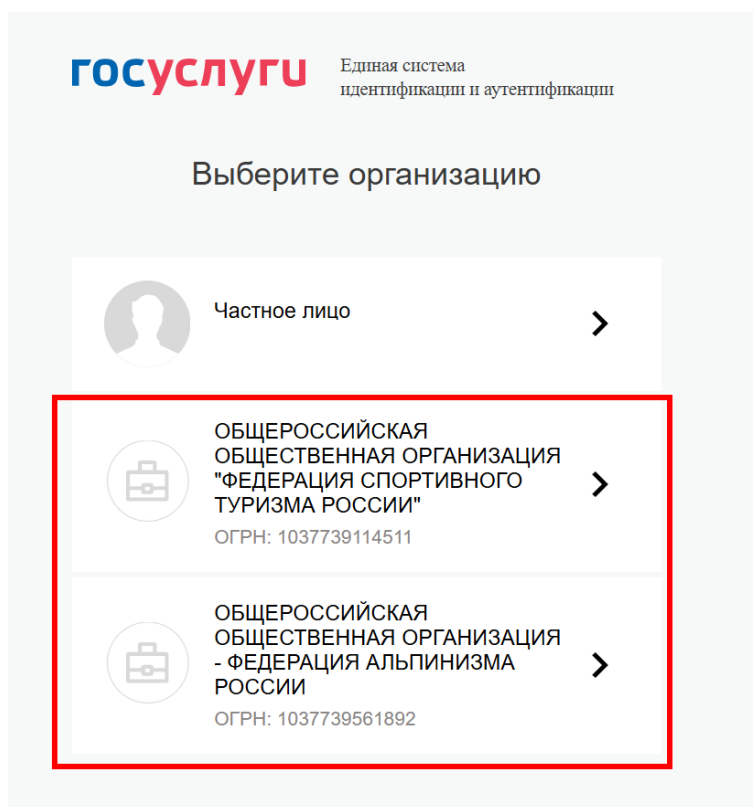 госуслуги
Единая система
идентификации и аутентификации
Выберите организацию
Частное лицо
ОБЩЕРОССИЙСКАЯ
ОБЩЕСТВЕННАЯ ОРГАНИЗАЦИЯ
"ФЕДЕРАЦИЯ СПОРТИВНОГО
ТУРИЗМА РОССИИ"
ОГРН: 1037739114511
ОБЩЕРОССИЙСКАЯ
ОБЩЕСТВЕННАЯ ОРГАНИЗАЦИЯ
- ФЕДЕРАЦИЯ АЛЬПИНИЗМА
РОССИИ
ОГРН: 1037739561892